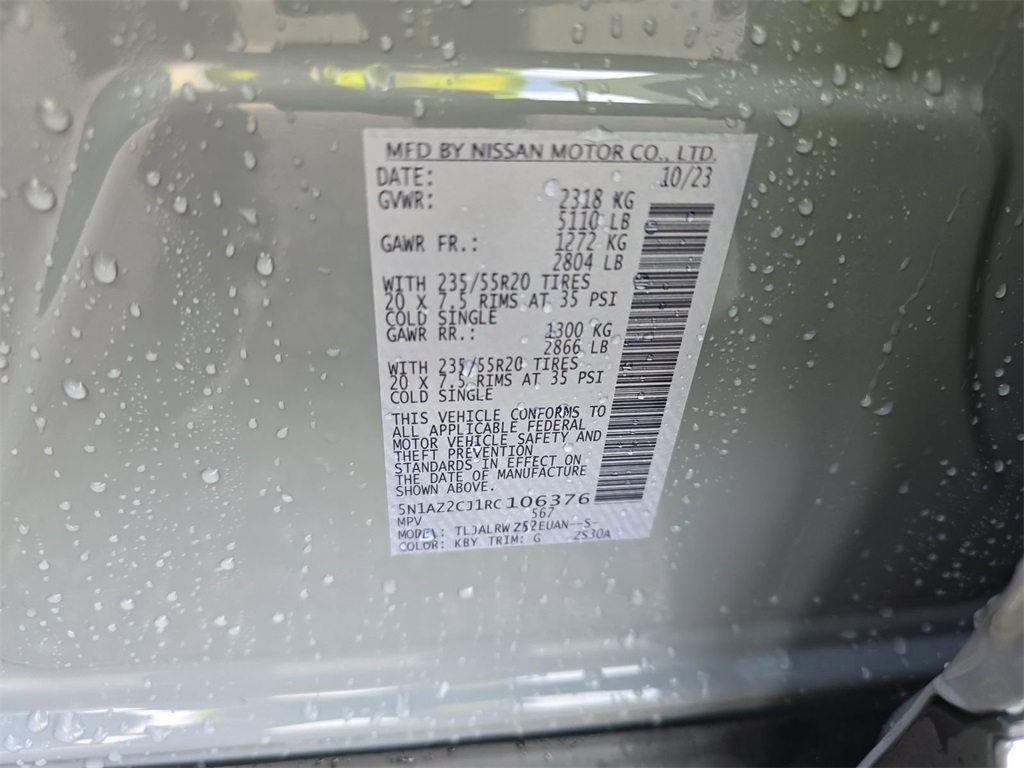 MFD BY NISSAN MOTOR CO., LTD.
DATE: 10/23
GVWR: 2318 KG
5110 LB
GAWR FR.: 1272 KG
2804 LB
WITH 235/55R20 TIRES
20 X 7.5 RIMS AT 35 PSI
COLD SINGLE
GAWR RR.: 1300 KG
2866 LB
WITH 235/55R20 TIRES
20 X 7.5 RIMS AT 35 PSI
COLD SINGLE
THIS VEHICLE CONFORMS TO
ALL APPLICABLE FEDERAL
MOTOR VEHICLE SAFETY AND
THEFT PREVENTION
STANDARDS IN EFFECT ON
THE DATE OF MANUFACTURE
SHOWN ABOVE.
5N1AZ2CJ1RC106376
MPV 567
MODEL:
COLOR: KBY TRIM: G ZS30A